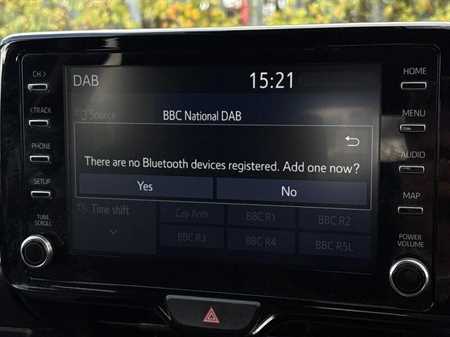 DAB
15:21
CH >
HOME
Source
BBC National DAB
< TRACK
MENU
PHONE
There are no Bluetooth devices registered. Add one now?
AUDIO
Yes
No
SETUP
MAP
Time shift
BBC R1
BBC R2
TUNE
SCROLL
BBC R3
BBC R4
BBC R5L
POWER
VOLUME